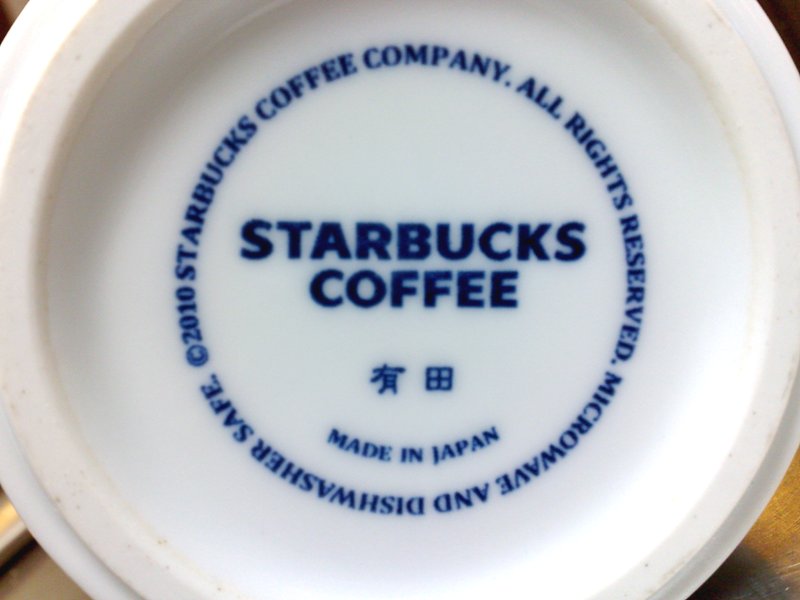 ©2010 STARBUCKS COFFEE COMPANY. ALL RIGHTS RESERVED. MICROWAVE AND DISHWASHER SAFE.
STARBUCKS
COFFEE
有田
MADE IN JAPAN